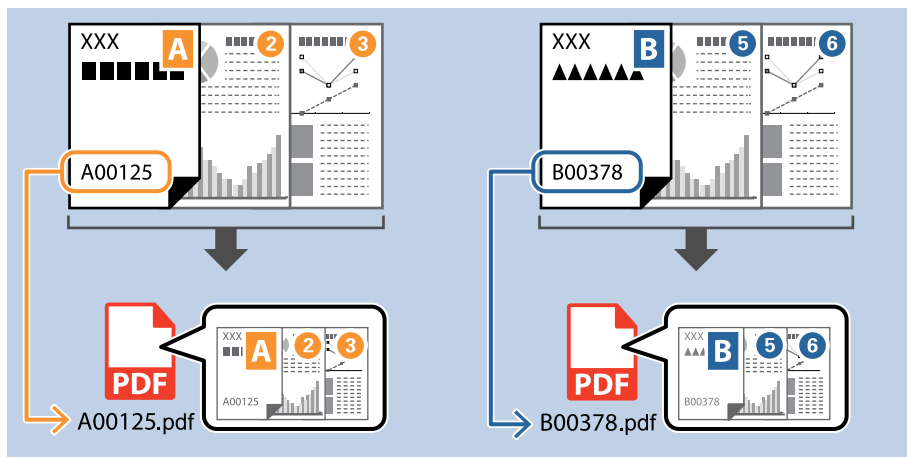 XXX
A
2
3
A00125
XXX
B
5
6
B00378
PDF
XXX
A
2
3
A00125
A00125.pdf
PDF
XXX
B
5
6
B00378
B00378.pdf